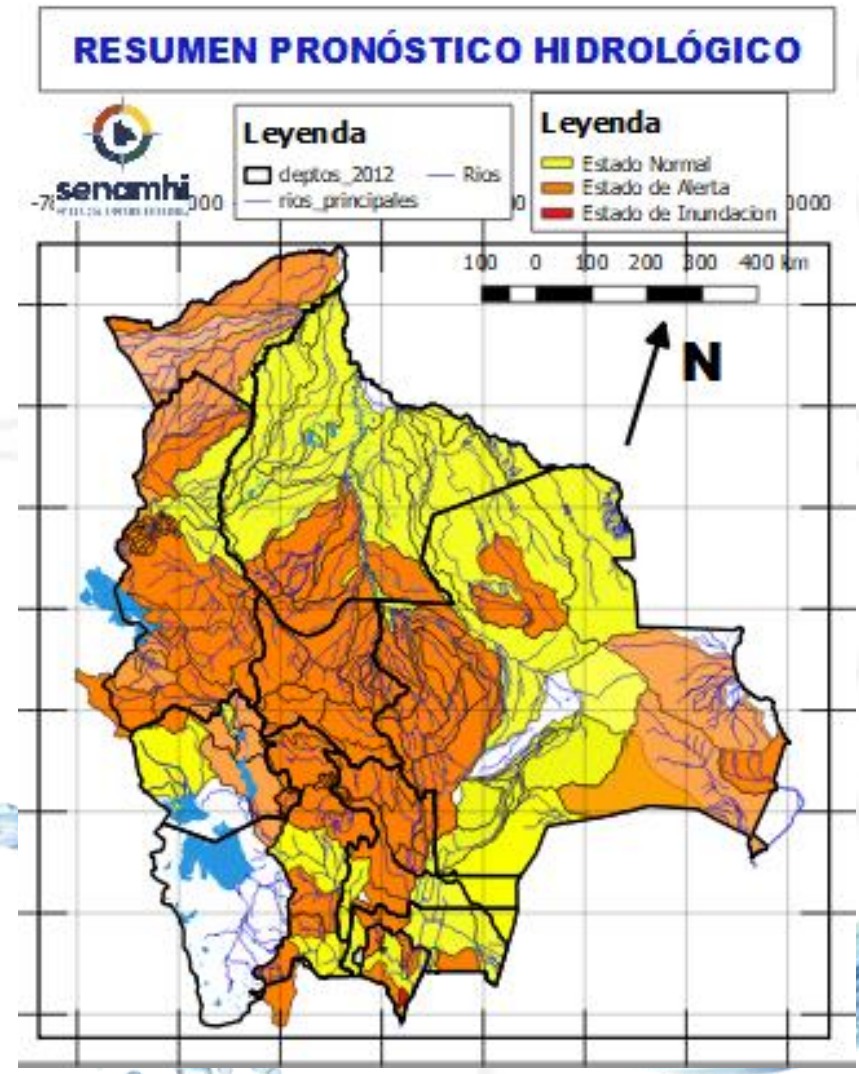 RESUMEN PRONÓSTICO HIDROLÓGICO
senamhi
Leyenda
deptos_2012
Rios
rios_principales
Leyenda
Estado Normal
Estado de Alerta
Estado de Inundacion
0000
100 0 100 200 300 400 km
N